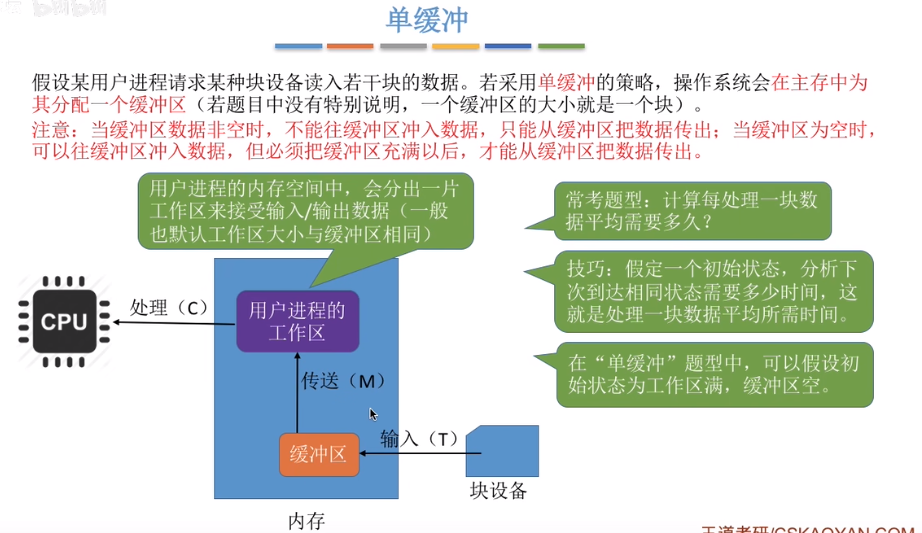 单缓冲
假设某用户进程请求某种块设备读入若干块的数据。若采用单缓冲的策略，操作系统会在主存中为
其分配一个缓冲区（若题目中没有特别说明，一个缓冲区的大小就是一个块）。
注意：当缓冲区数据非空时，不能往缓冲区冲入数据，只能从缓冲区把数据传出；当缓冲区为空时，
可以往缓冲区冲入数据，但必须把缓冲区充满以后，才能从缓冲区把数据传出。
用户进程的内存空间中，会分出一片
工作区来接受输入/输出数据（一般
也默认工作区大小与缓冲区相同）
常考题型：计算每处理一块数
据平均需要多久？
技巧：假定一个初始状态，分析下
次到达相同状态需要多少时间，这
就是处理一块数据平均所需时间。
在“单缓冲”题型中，可以假设初
始状态为工作区满，缓冲区空。
CPU
处理（C）
用户进程的
工作区
传送（M）
缓冲区
输入（T）
块设备
内存
王道考研/CSKAOYAN.COM